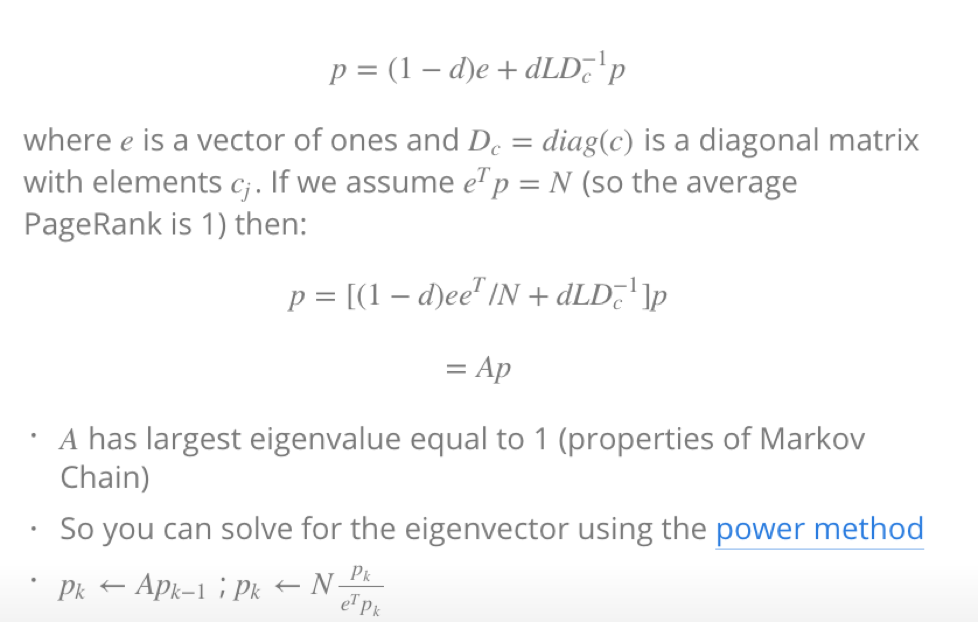 p = (1 − d)e + dLD_c^{−1}p
where e is a vector of ones and D_c = diag(c) is a diagonal matrix
with elements c_j. If we assume e^T p = N (so the average
PageRank is 1) then:
p = [(1 − d)ee^T/N + dLD_c^{−1}]p
= Ap
· A has largest eigenvalue equal to 1 (properties of Markov
Chain)
· So you can solve for the eigenvector using the power method
· p_k ← Ap_{k−1} ; p_k ← N \frac{p_k}{e^T p_k}